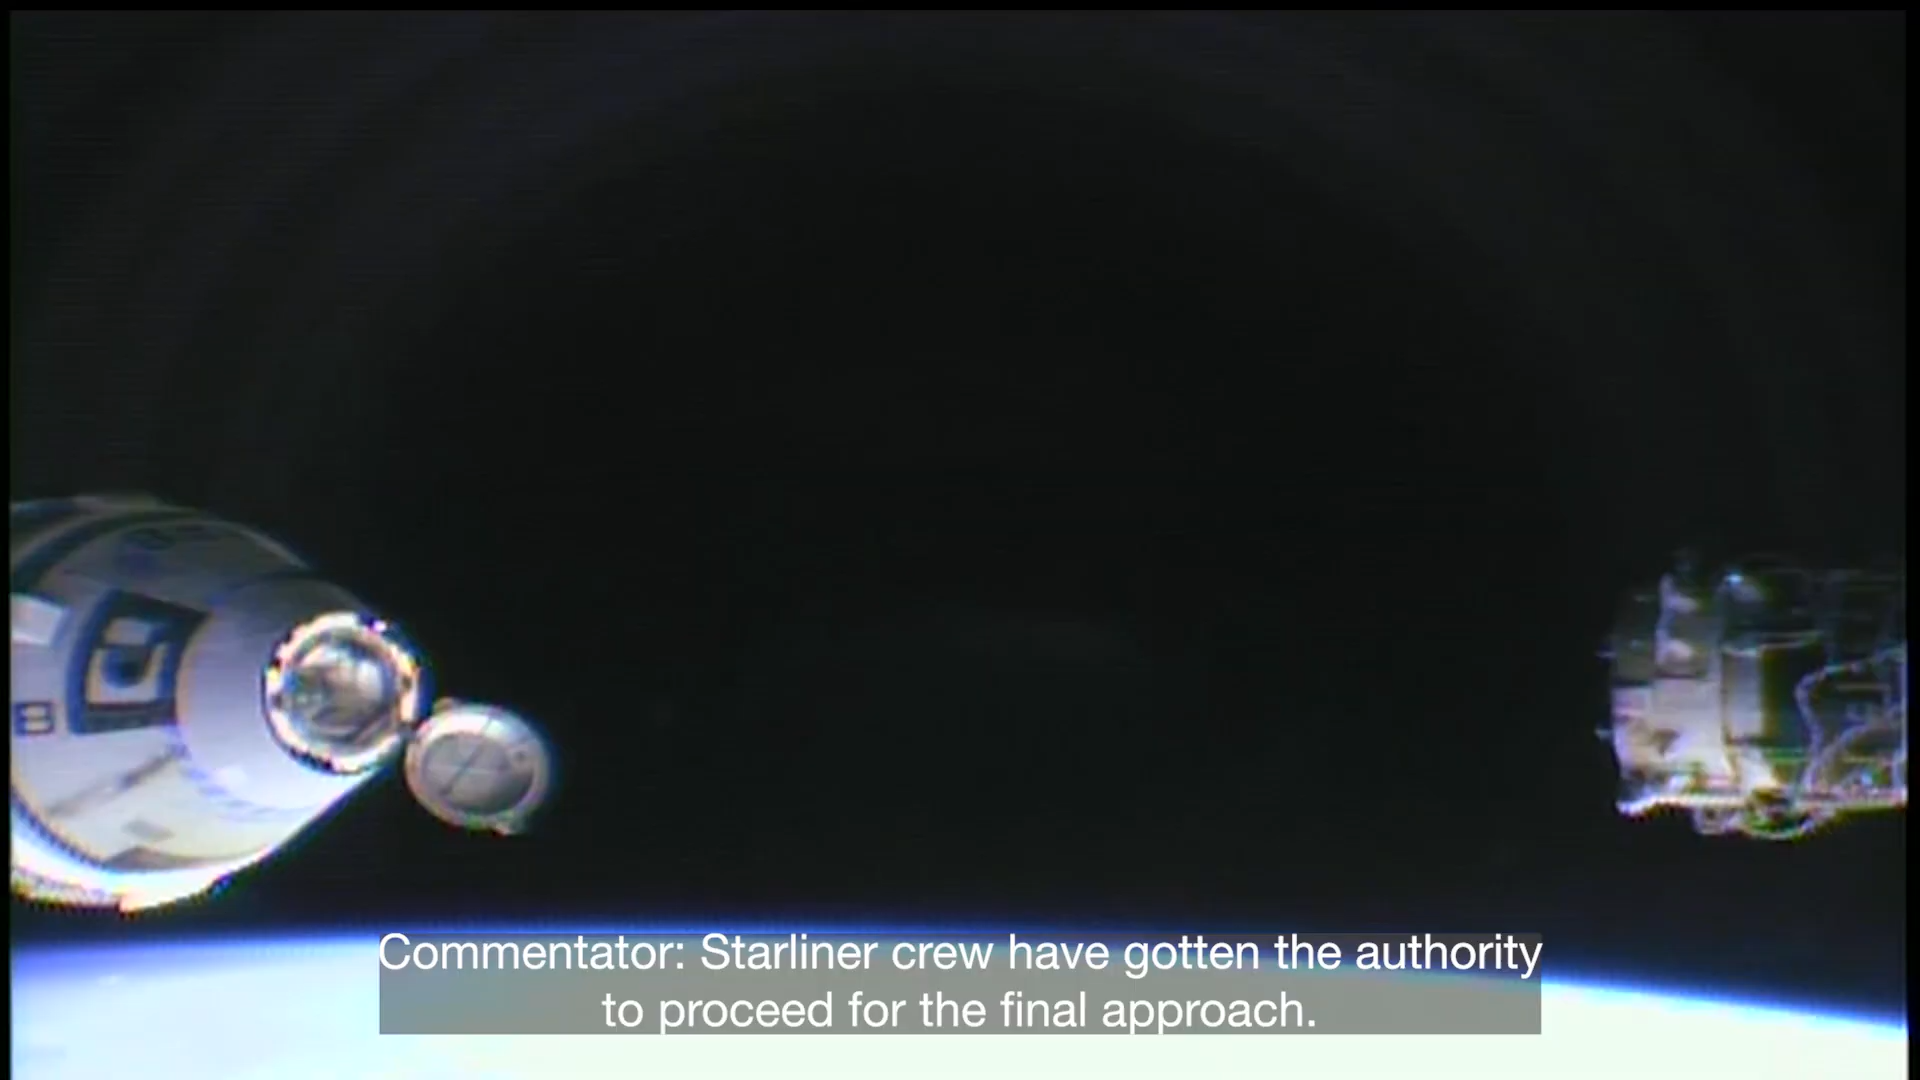 Commentator: Starliner crew have gotten the authority
to proceed for the final approach.